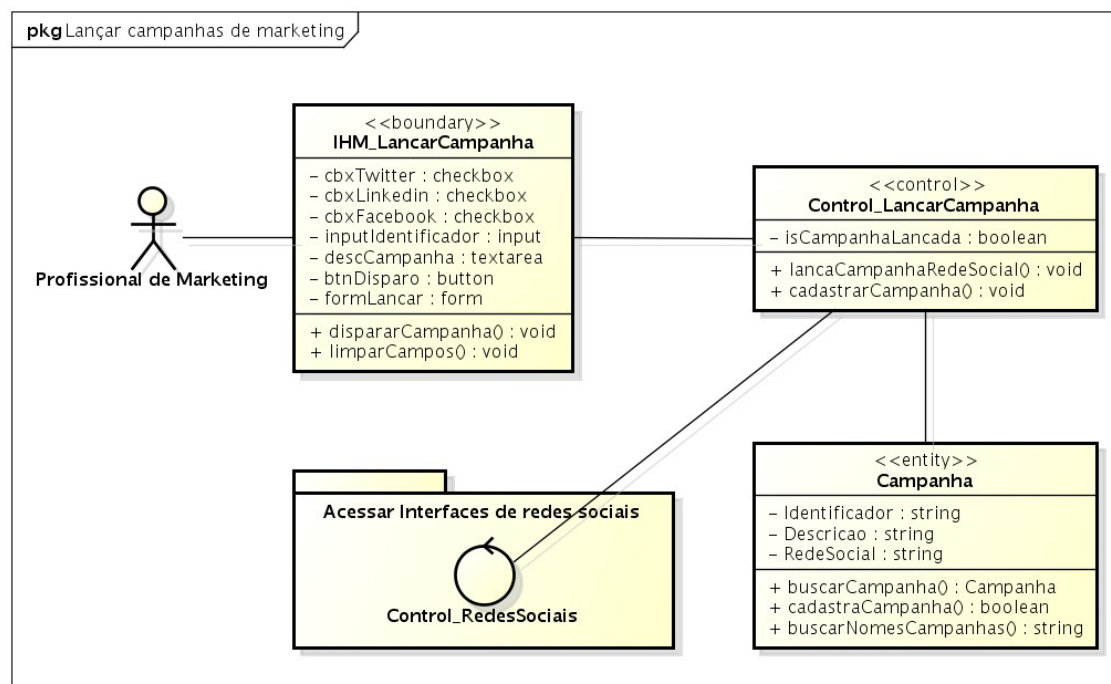 pkg Lançar campanhas de marketing
<<boundary>>
IHM_LancarCampanha
– cbxTwitter : checkbox
– cbxLinkedin : checkbox
– cbxFacebook : checkbox
– inputIdentificador : input
– descCampanha : textarea
– btnDisparo : button
– formLancar : form
+ dispararCampanha() : void
+ limparCampos() : void
Profissional de Marketing
<<control>>
Control_LancarCampanha
– isCampanhaLancada : boolean
+ lancaCampanhaRedeSocial() : void
+ cadastrarCampanha() : void
Acessar Interfaces de redes sociais
Control_RedesSociais
<<entity>>
Campanha
– Identificador : string
– Descricao : string
– RedeSocial : string
+ buscarCampanha() : Campanha
+ cadastraCampanha() : boolean
+ buscarNomesCampanhas() : string